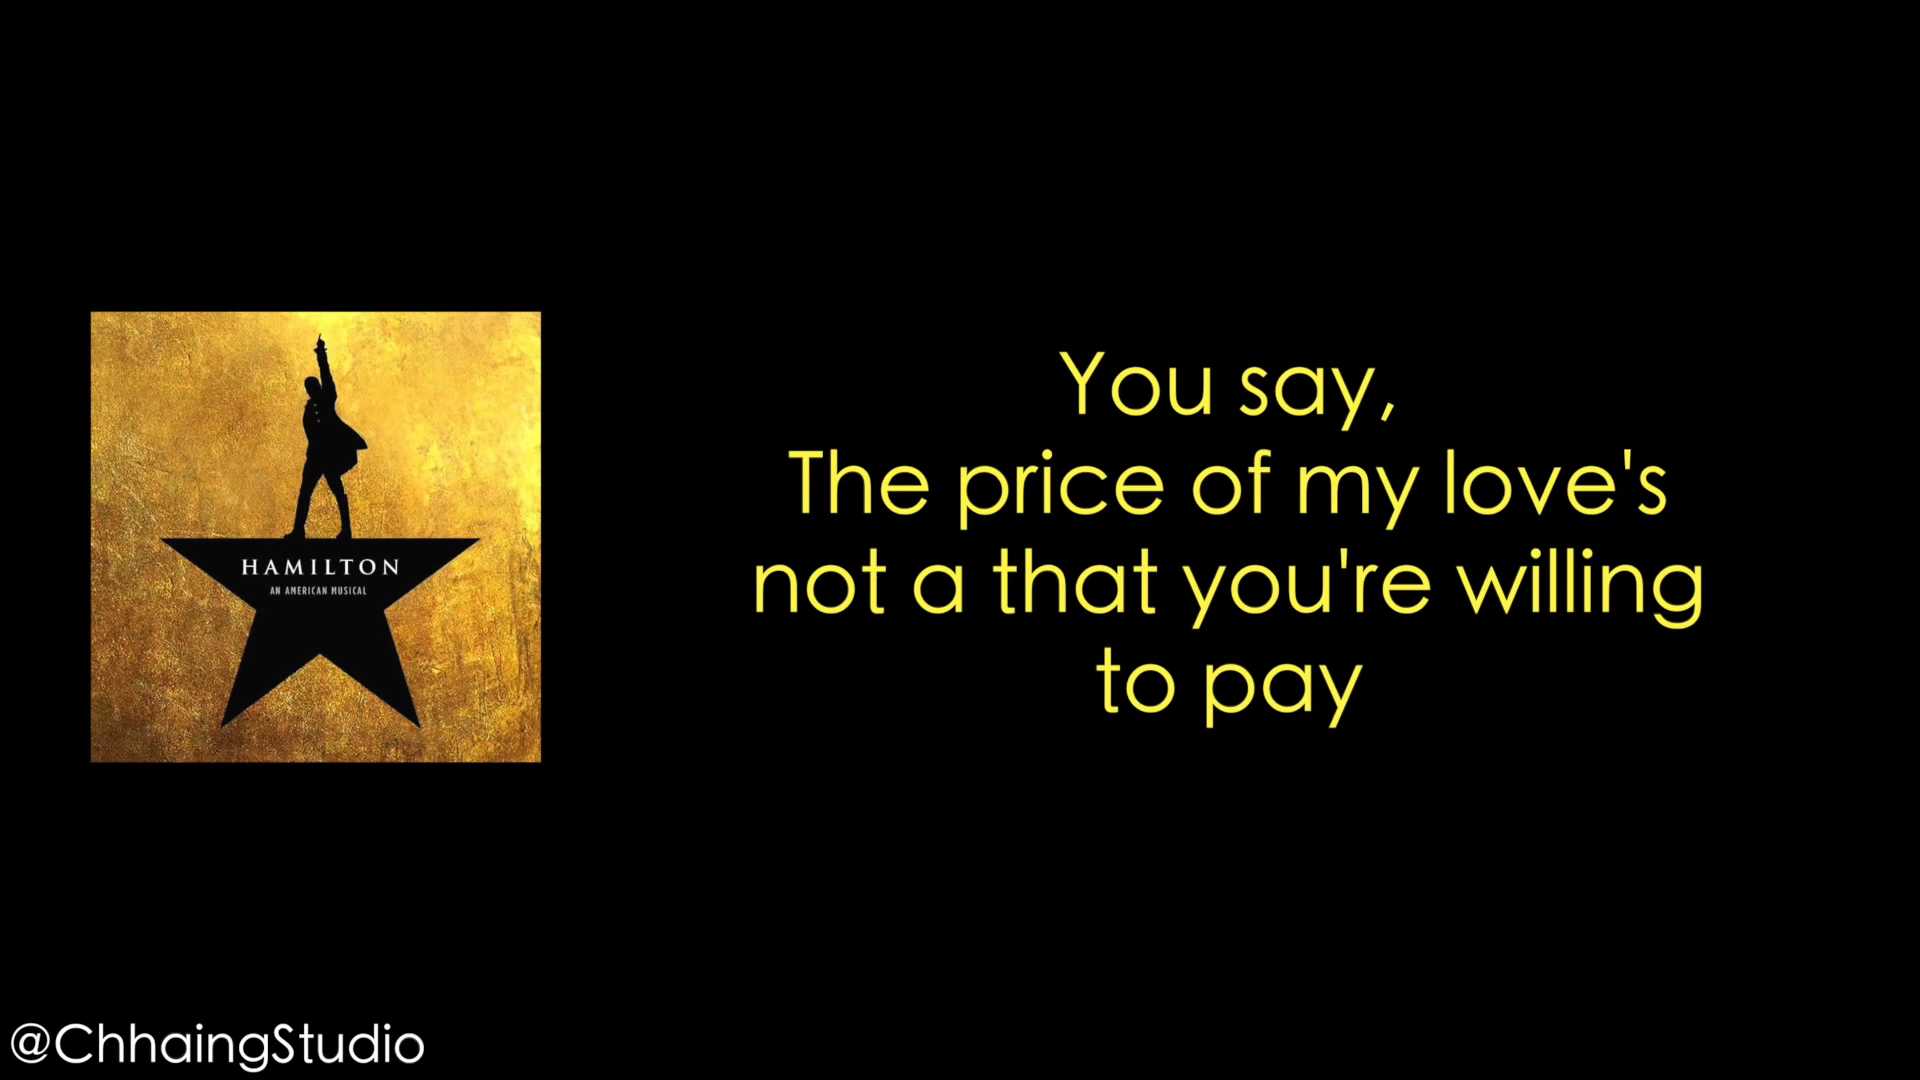 HAMILTON
AN AMERICAN MUSICAL
You say,
The price of my love's
not a that you're willing
to pay
@ChhaingStudio